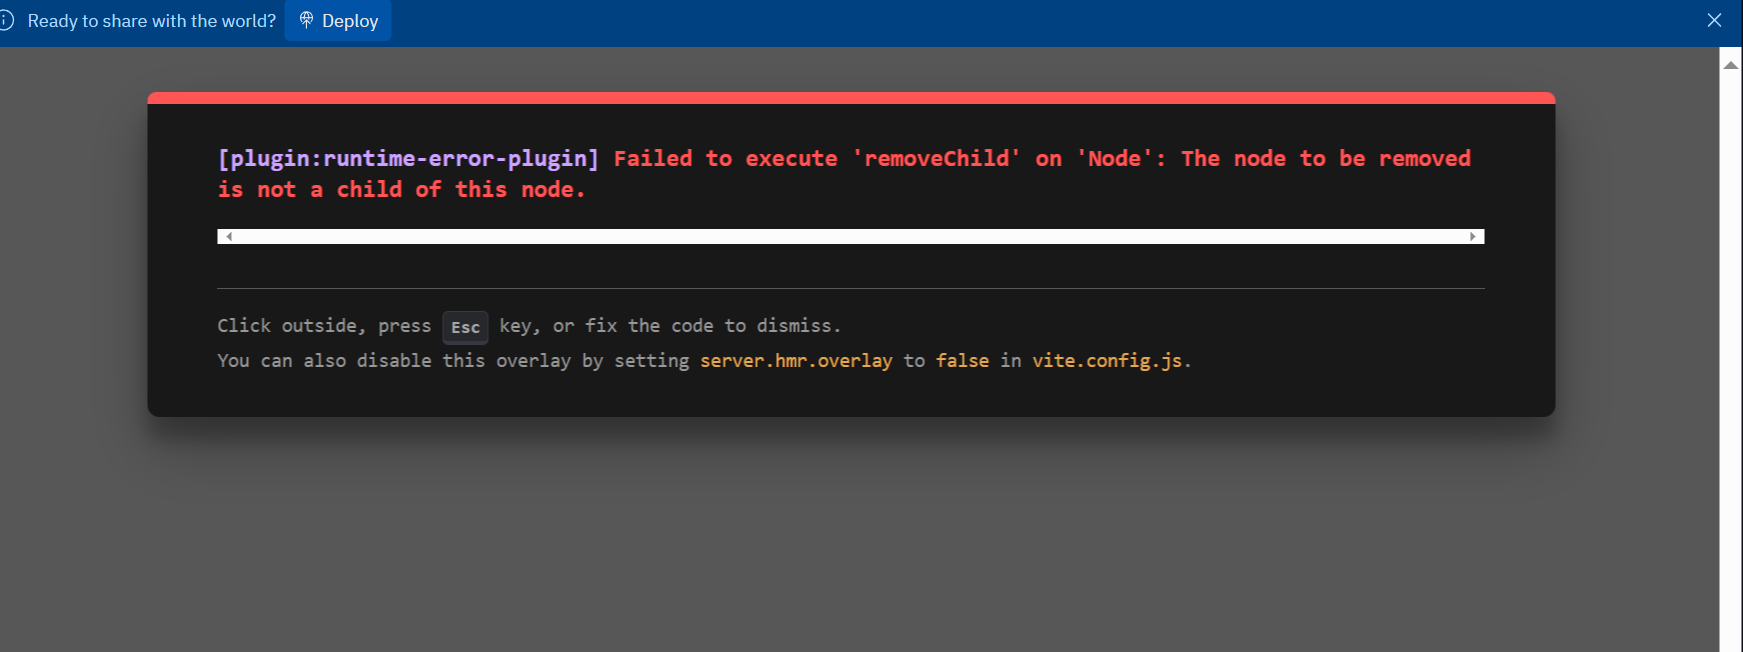 Ready to share with the world? Deploy
[plugin:runtime-error-plugin] Failed to execute 'removeChild' on 'Node': The node to be removed
is not a child of this node.
Click outside, press Esc key, or fix the code to dismiss.
You can also disable this overlay by setting server.hmr.overlay to false in vite.config.js.